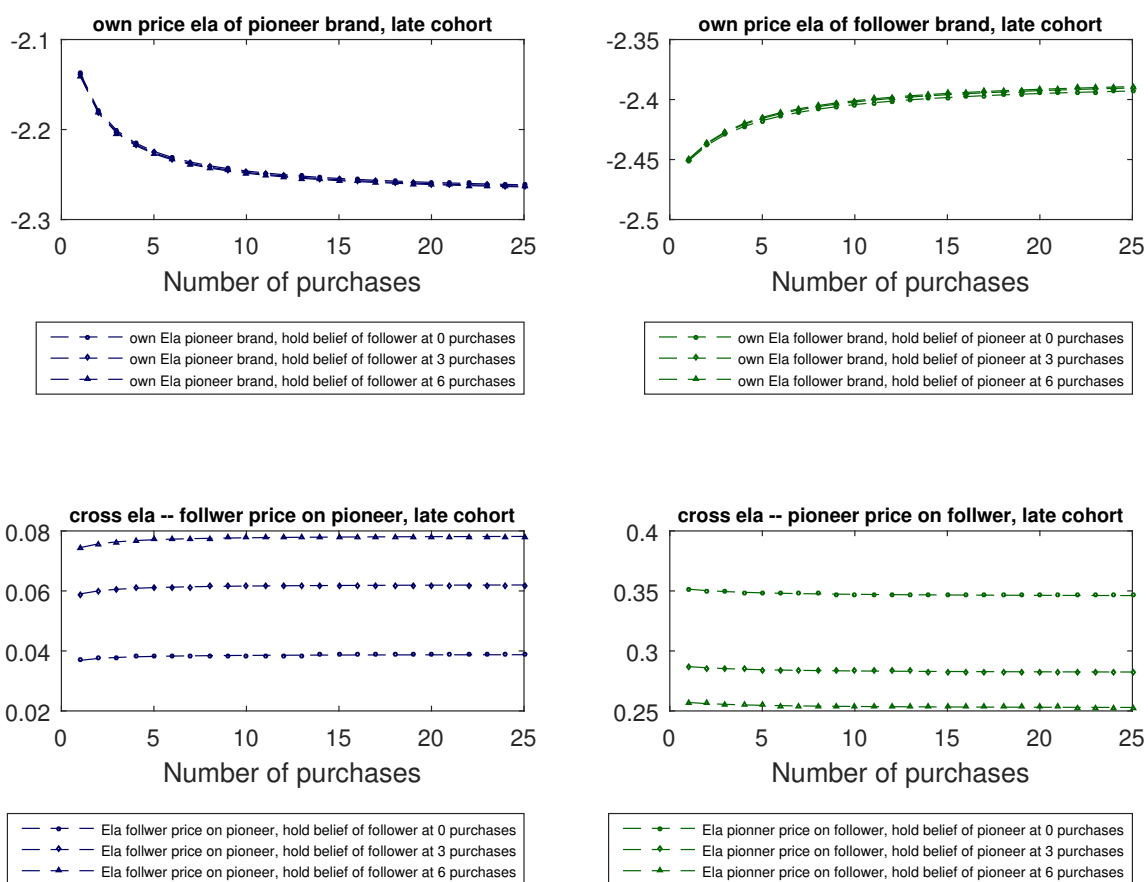 own price ela of pioneer brand, late cohort
-2.1
-2.2
-2.3
0 5 10 15 20 25
Number of purchases
own Ela pioneer brand, hold belief of follower at 0 purchases
own Ela pioneer brand, hold belief of follower at 3 purchases
own Ela pioneer brand, hold belief of follower at 6 purchases
own price ela of follower brand, late cohort
-2.35
-2.4
-2.45
-2.5
0 5 10 15 20 25
Number of purchases
own Ela follower brand, hold belief of pioneer at 0 purchases
own Ela follower brand, hold belief of pioneer at 3 purchases
own Ela follower brand, hold belief of pioneer at 6 purchases
cross ela -- follwer price on pioneer, late cohort
0.08
0.06
0.04
0.02
0 5 10 15 20 25
Number of purchases
Ela follwer price on pioneer, hold belief of follower at 0 purchases
Ela follwer price on pioneer, hold belief of follower at 3 purchases
Ela follwer price on pioneer, hold belief of follower at 6 purchases
cross ela -- pioneer price on follwer, late cohort
0.4
0.35
0.3
0.25
0 5 10 15 20 25
Number of purchases
Ela pionner price on follower, hold belief of pioneer at 0 purchases
Ela pionner price on follower, hold belief of pioneer at 3 purchases
Ela pionner price on follower, hold belief of pioneer at 6 purchases